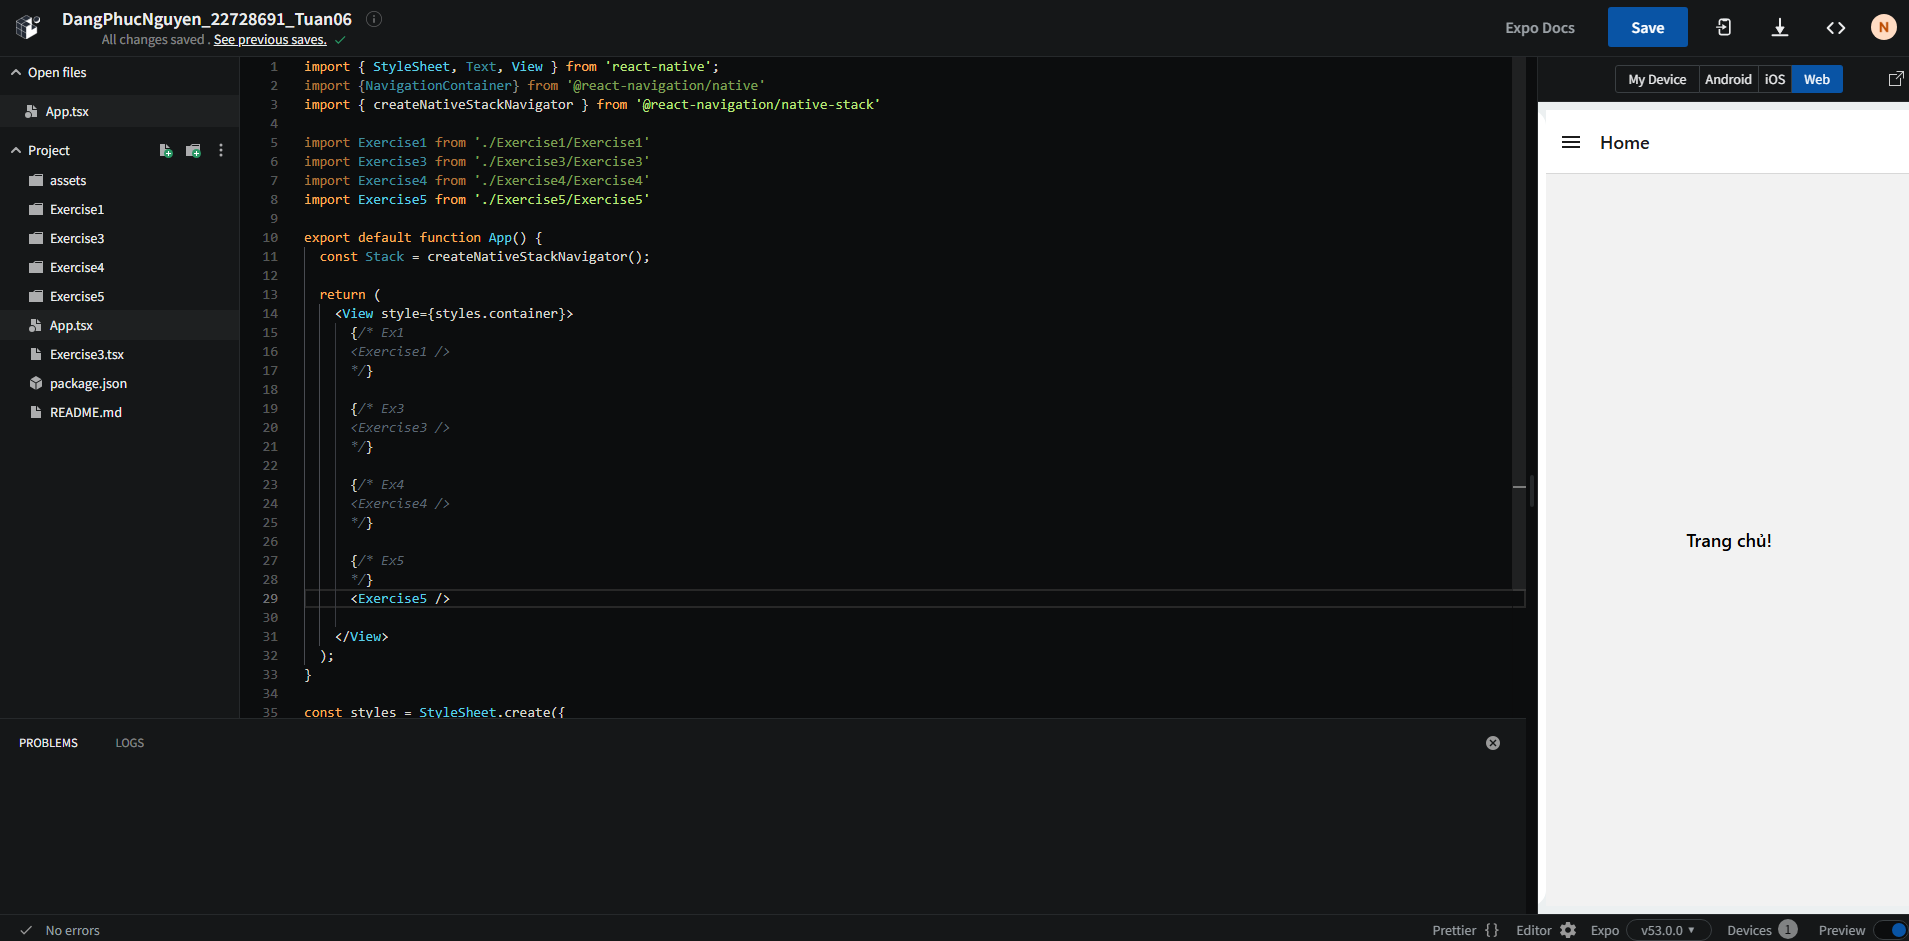 DangPhucNguyen_22728691_Tuan06
All changes saved . See previous saves.
Expo Docs
Save
N
Open files
App.tsx
Project
assets
Exercise1
Exercise3
Exercise4
Exercise5
App.tsx
Exercise3.tsx
package.json
README.md
1 import { StyleSheet, Text, View } from 'react-native';
2 import {NavigationContainer} from '@react-navigation/native'
3 import { createNativeStackNavigator } from '@react-navigation/native-stack'
4
5 import Exercise1 from './Exercise1/Exercise1'
6 import Exercise3 from './Exercise3/Exercise3'
7 import Exercise4 from './Exercise4/Exercise4'
8 import Exercise5 from './Exercise5/Exercise5'
9
10 export default function App() {
11 const Stack = createNativeStackNavigator();
12
13 return (
14 <View style={styles.container}>
15 {/* Ex1
16 <Exercise1 />
17 */}
18
19 {/* Ex3
20 <Exercise3 />
21 */}
22
23 {/* Ex4
24 <Exercise4 />
25 */}
26
27 {/* Ex5
28 */}
29 <Exercise5 />
30
31 </View>
32 );
33 }
34
35 const styles = StyleSheet.create({
My Device Android iOS Web
Home
Trang chủ!
PROBLEMS LOGS
No errors
Prettier {} Editor Expo v53.0.0 Devices 1 Preview